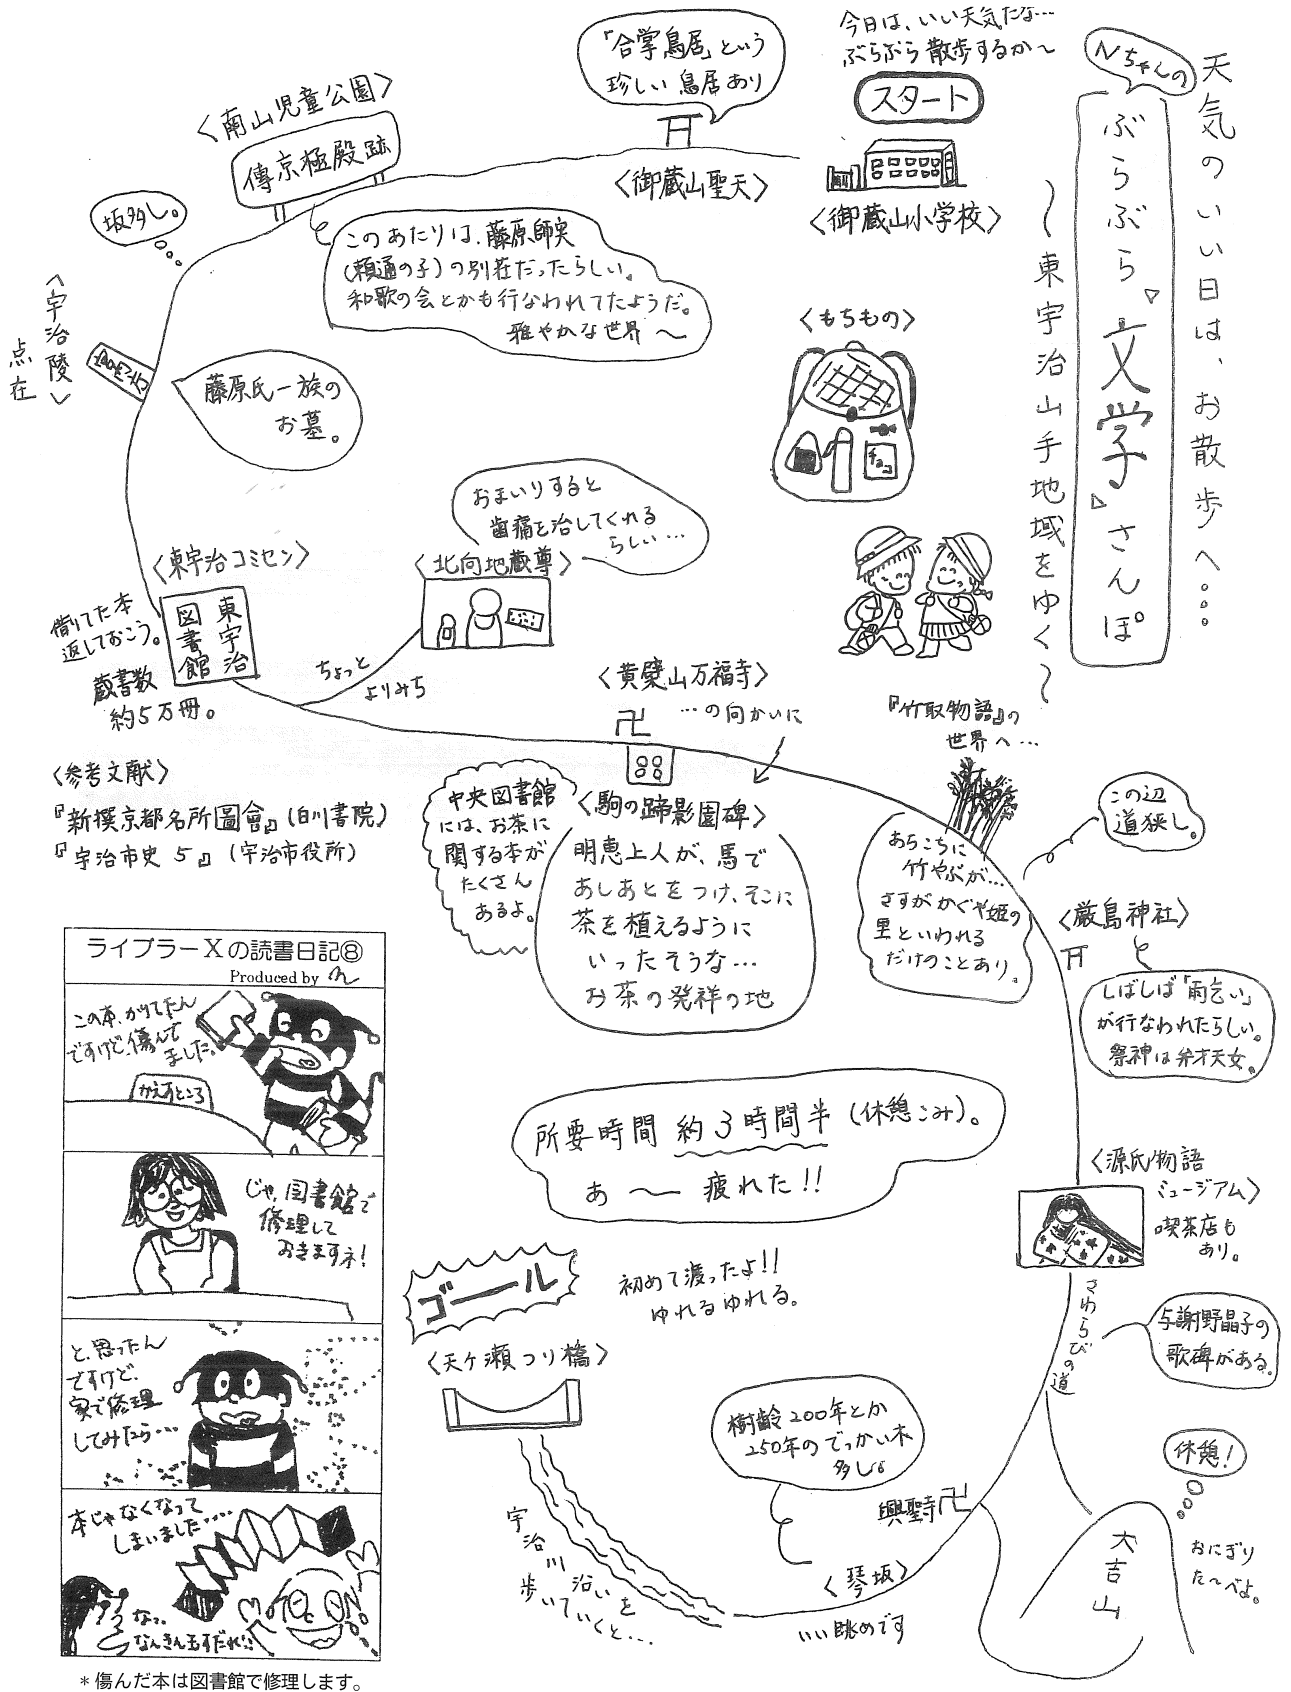 天気のいい日は、お散歩へ…。
Nちゃんの
ぶらぶら"文学"さんぽ
～東宇治山手地域をゆく～
今日は、いい天気だな…
ぶらぶら散歩するか～
スタート
〈御蔵山小学校〉
「合掌鳥居」という
珍しい鳥居あり
〈御蔵山聖天〉
〈南山児童公園〉
傳京極殿跡
このあたりは、藤原師実
(頼通の子)の別荘だったらしい。
和歌の会とかも行なわれてたようだ。
雅やかな世界～
坂多し。
〈宇治陵〉
点在
藤原氏一族の
お墓。
〈もちもの〉
チョコ
〈東宇治コミセン〉
東宇治
図書館
借りてた本
返しておこう。
蔵書数
約5万冊。
おまいりすると
歯痛を治してくれる
らしい…
〈北向地蔵尊〉
ちょっと
よりみち
〈黄檗山万福寺〉
卍
…の向かいに
〈駒の蹄影園碑〉
明恵上人が、馬で
あしあとをつけ、そこに
茶を植えるように
いったそうな…
お茶の発祥の地
中央図書館
には、お茶に
関する本が
たくさん
あるよ。
『竹取物語』の
世界へ…
あちこちに
竹やぶが…
さすがかぐや姫の
里といわれる
だけのことあり。
この辺
道狭し。
〈厳島神社〉
しばしば「雨乞い」
が行なわれたらしい。
祭神は弁才天女。
〈源氏物語
ミュージアム〉
喫茶店も
あり。
さわらびの道
与謝野晶子の
歌碑がある。
大吉山
休憩！
おにぎり
た～べよ。
興聖寺卍
〈琴坂〉
いい眺めです
樹齢200年とか
250年のでっかい木
多し。
宇治川沿いを
歩いていくと…
〈天ヶ瀬つり橋〉
ゴール
初めて渡ったよ!!
ゆれるゆれる。
所要時間 約3時間半(休憩こみ)。
あ～疲れた!!
〈参考文献〉
『新撰京都名所圖會』(白川書院)
『宇治市史 5』(宇治市役所)
ライブラーXの読書日記⑧
Produced by n
この本、かりてたん
ですけど、傷んで
ました。
かえすところ
じゃ、図書館で
修理して
おきますネ！
と、思ったん
ですけど、
家で修理
してみたら…
本じゃなくなって
しまいました……
なっ、
なんきん玉すだれ!!
＊傷んだ本は図書館で修理します。